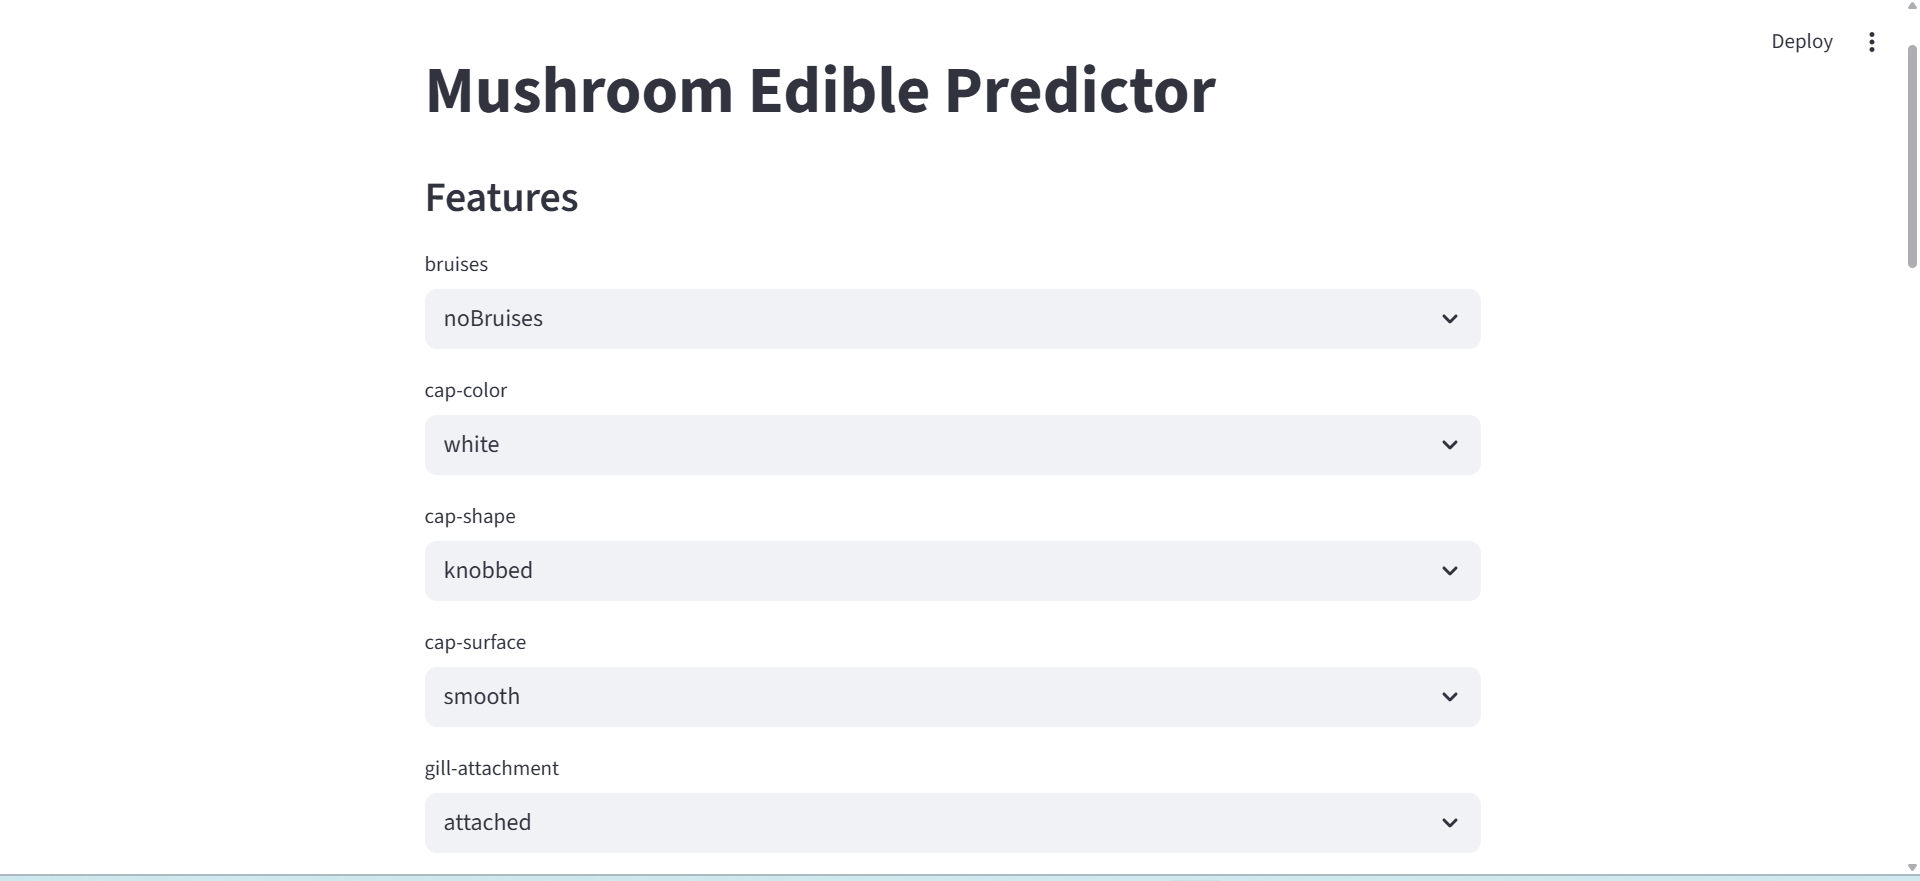 Deploy
Mushroom Edible Predictor
Features
bruises
noBruises
cap-color
white
cap-shape
knobbed
cap-surface
smooth
gill-attachment
attached